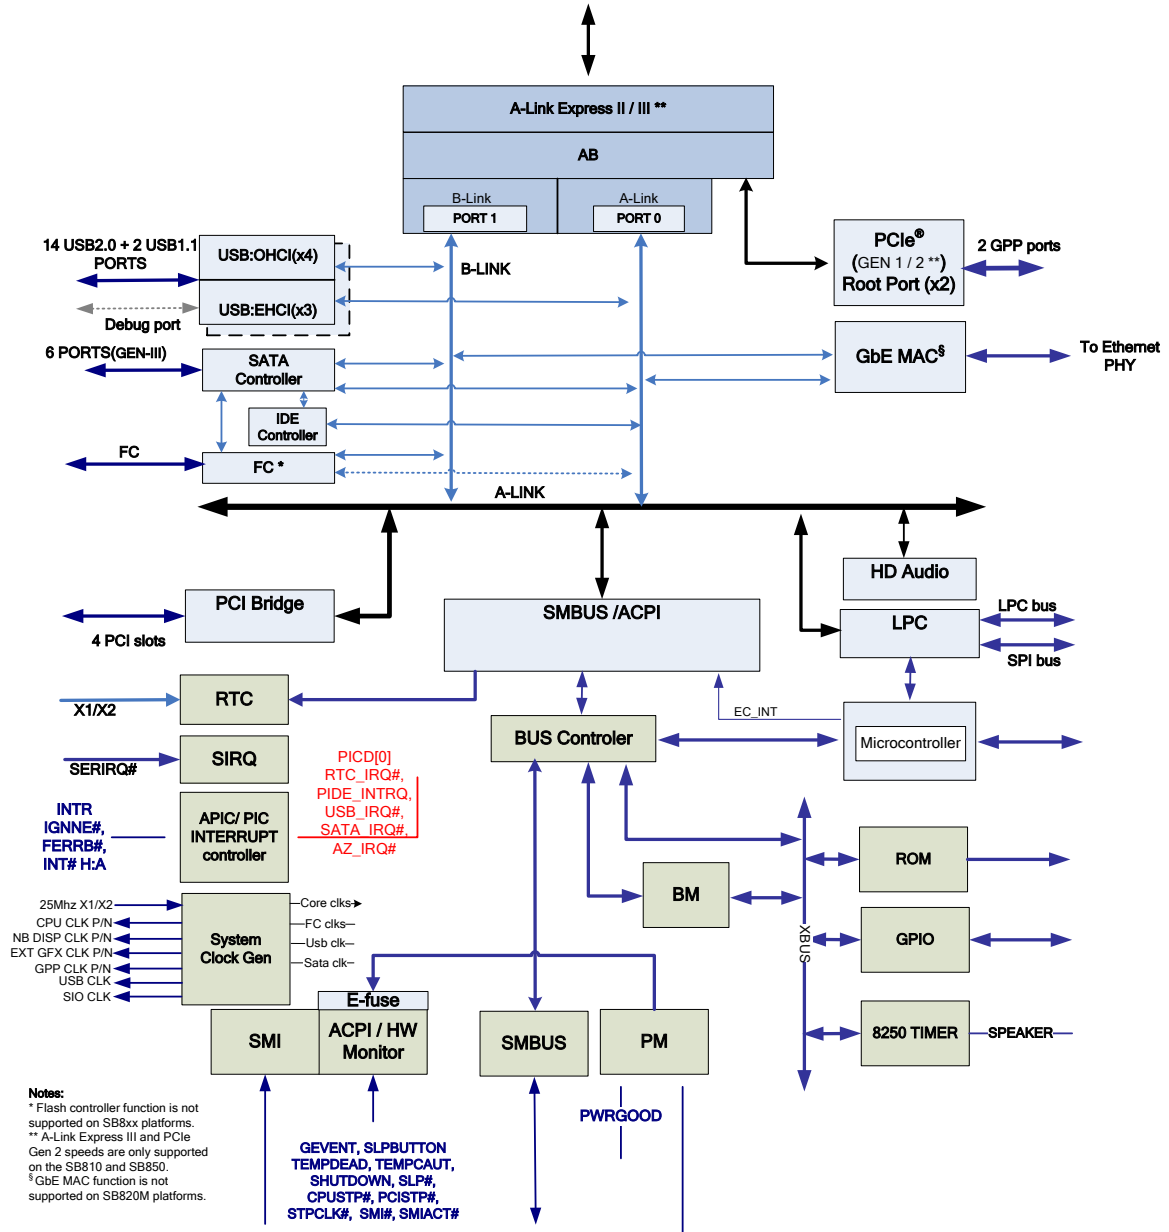 A-Link Express II / III **
AB
B-Link
PORT 1
A-Link
PORT 0
14 USB2.0 + 2 USB1.1
PORTS
USB:OHCI(x4)
USB:EHCI(x3)
Debug port
B-LINK
PCIe®
(GEN 1 / 2 **)
Root Port (x2)
2 GPP ports
6 PORTS(GEN-III)
SATA
Controller
GbE MAC§
To Ethernet
PHY
IDE
Controller
FC
FC *
A-LINK
HD Audio
PCI Bridge
4 PCI slots
SMBUS /ACPI
LPC
LPC bus
SPI bus
RTC
X1/X2
EC_INT
BUS Controler
Microcontroller
SIRQ
SERIRQ#
PICD[0]
RTC_IRQ#,
PIDE_INTRQ,
USB_IRQ#,
SATA_IRQ#,
AZ_IRQ#
INTR
IGNNE#,
FERRB#,
INT# H:A
APIC/ PIC
INTERRUPT
controller
ROM
BM
XBUS
GPIO
25Mhz X1/X2
CPU CLK P/N
NB DISP CLK P/N
EXT GFX CLK P/N
GPP CLK P/N
USB CLK
SIO CLK
System
Clock Gen
Core clks
FC clks
Usb clk
Sata clk
E-fuse
SMI
ACPI / HW
Monitor
SMBUS
PM
8250 TIMER
SPEAKER
PWRGOOD
GEVENT, SLPBUTTON
TEMPDEAD, TEMPCAUT,
SHUTDOWN, SLP#,
CPUSTP#, PCISTP#,
STPCLK#, SMI#, SMIACT#
Notes:
* Flash controller function is not
supported on SB8xx platforms.
** A-Link Express III and PCIe
Gen 2 speeds are only supported
on the SB810 and SB850.
§ GbE MAC function is not
supported on SB820M platforms.